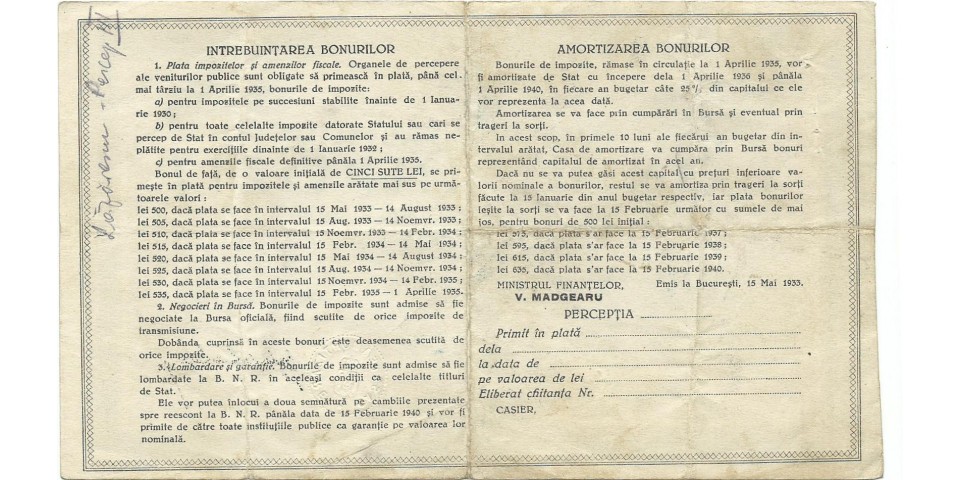 INTREBUINȚAREA BONURILOR
1. Plata impozitelor și amenzilor fiscale. Organele de percepere
ale veniturilor publice sunt obligate să primească în plată, până cel
mai târziu la 1 Aprilie 1935, bonurile de impozite:
a) pentru impozitele pe succesiuni stabilite înainte de 1 Ianua-
rie 1930;
b) pentru toate celelalte impozite datorate Statului sau cari se
percep de Stat în contul Județelor sau Comunelor și au rămas ne-
plătite pentru exercițiile dinainte de 1 Ianuarie 1932;
c) pentru amenzile fiscale definitive pânăla 1 Aprilie 1935.
Bonul de față, de o valoare inițială de CINCI SUTE LEI, se pri-
mește în plată pentru impozitele și amenzile arătate mai sus pe urmă-
toarele valori:
lei 500, dacă plata se face în intervalul 15 Mai 1933 — 14 August 1933;
lei 505, dacă plata se face în intervalul 15 Aug. 1933 — 14 Noemvr. 1933;
lei 510, dacă plata se face în intervalul 15 Noemvr. 1933 — 14 Febr. 1934;
lei 515, dacă plata se face în intervalul 15 Febr. 1934 — 14 Mai 1934;
lei 520, dacă plata se face în intervalul 15 Mai 1934 — 14 August 1934;
lei 525, dacă plata se face în intervalul 15 Aug. 1934 — 14 Noemvr. 1934;
lei 530, dacă plata se face în intervalul 15 Noemvr. 1934 — 14 Febr. 1935;
lei 535, dacă plata se face în intervalul 15 Febr. 1935 — 1 Aprilie 1935.
2. Negocieri în Bursă. Bonurile de impozite sunt admise să fie
negociate la Bursa oficială, fiind scutite de orice impozite de
transmisiune.
Dobânda cuprinsă în aceste bonuri este deasemenea scutită de
orice impozite.
3. Lombardare și garanție. Bonurile de impozite sunt admise să fie
lombardate la B. N. R. în aceleași condiții ca celelalte titluri
de Stat.
Ele vor putea înlocui a doua semnătură pe cambiile prezentate
spre reescont la B. N. R. pânăla data de 15 Februarie 1940 și vor fi
primite de către toate instituțiile publice ca garanție pe valoarea lor
nominală.
AMORTIZAREA BONURILOR
Bonurile de impozite, rămase în circulație la 1 Aprilie 1935, vor
fi amortizate de Stat cu începere dela 1 Aprilie 1936 și pânăla
1 Aprilie 1940, în fiecare an bugetar câte 25%, din capitalul ce ele
vor reprezenta la acea dată.
Amortizarea se va face prin cumpărări în Bursă și eventual prin
trageri la sorți.
In acest scop, în primele 10 luni ale fiecărui an bugetar din in-
tervalul arătat, Casa de amortizare va cumpăra prin Bursă bonuri
reprezentând capitalul de amortizat în acel an.
Dacă nu se va putea găsi acest capital cu prețuri inferioare va-
lorii nominale a bonurilor, restul se va amortiza prin trageri la sorți
făcute la 15 Ianuarie din anul bugetar respectiv, iar plata bonurilor
ieșite la sorți se va face la 15 Februarie următor cu sumele de mai
jos, pentru bonuri de 500 lei inițial:
lei 575, dacă plata s'ar face la 15 Februarie 1937;
lei 595, dacă plata s'ar face la 15 Februarie 1938;
lei 615, dacă plata s'ar face la 15 Februarie 1939;
lei 635, dacă plata s'ar face la 15 Februarie 1940.
MINISTRUL FINANȚELOR, Emis la București, 15 Mai 1933.
V. MADGEARU
PERCEPȚIA
Primit în plată
dela
la data de
pe valoarea de lei
Eliberat chitanța Nr.
CASIER,
Lăzărescu - Percep III